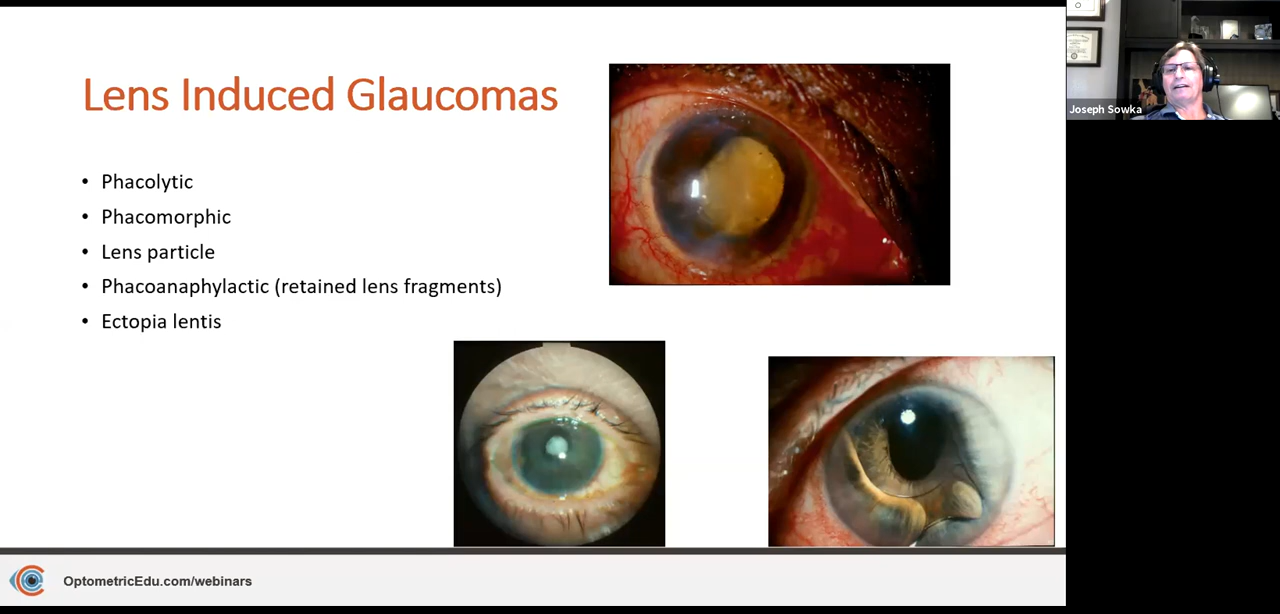 Lens Induced Glaucomas
• Phacolytic
• Phacomorphic
• Lens particle
• Phacoanaphylactic (retained lens fragments)
• Ectopia lentis
Joseph Sowka
OptometricEdu.com/webinars